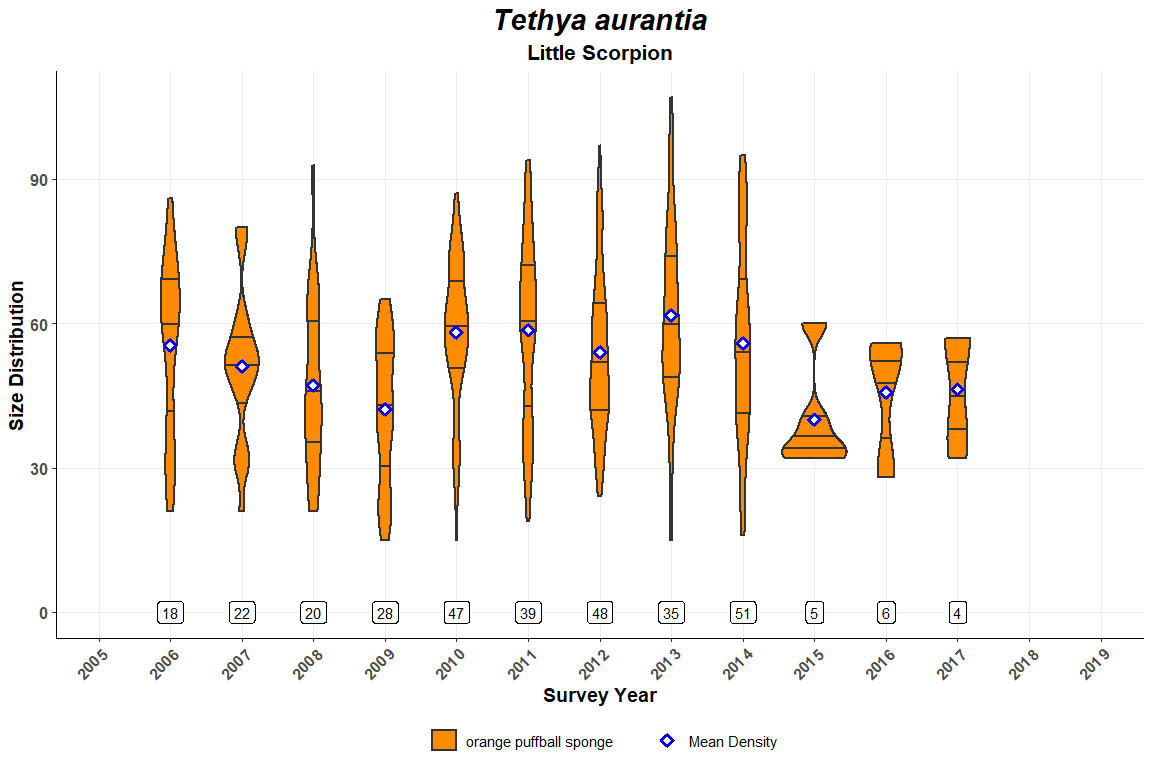 Tethya aurantia
Little Scorpion
Size Distribution
90
60
30
0
18 22 20 28 47 39 48 35 51 5 6 4
2005 2006 2007 2008 2009 2010 2011 2012 2013 2014 2015 2016 2017 2018 2019
Survey Year
orange puffball sponge Mean Density